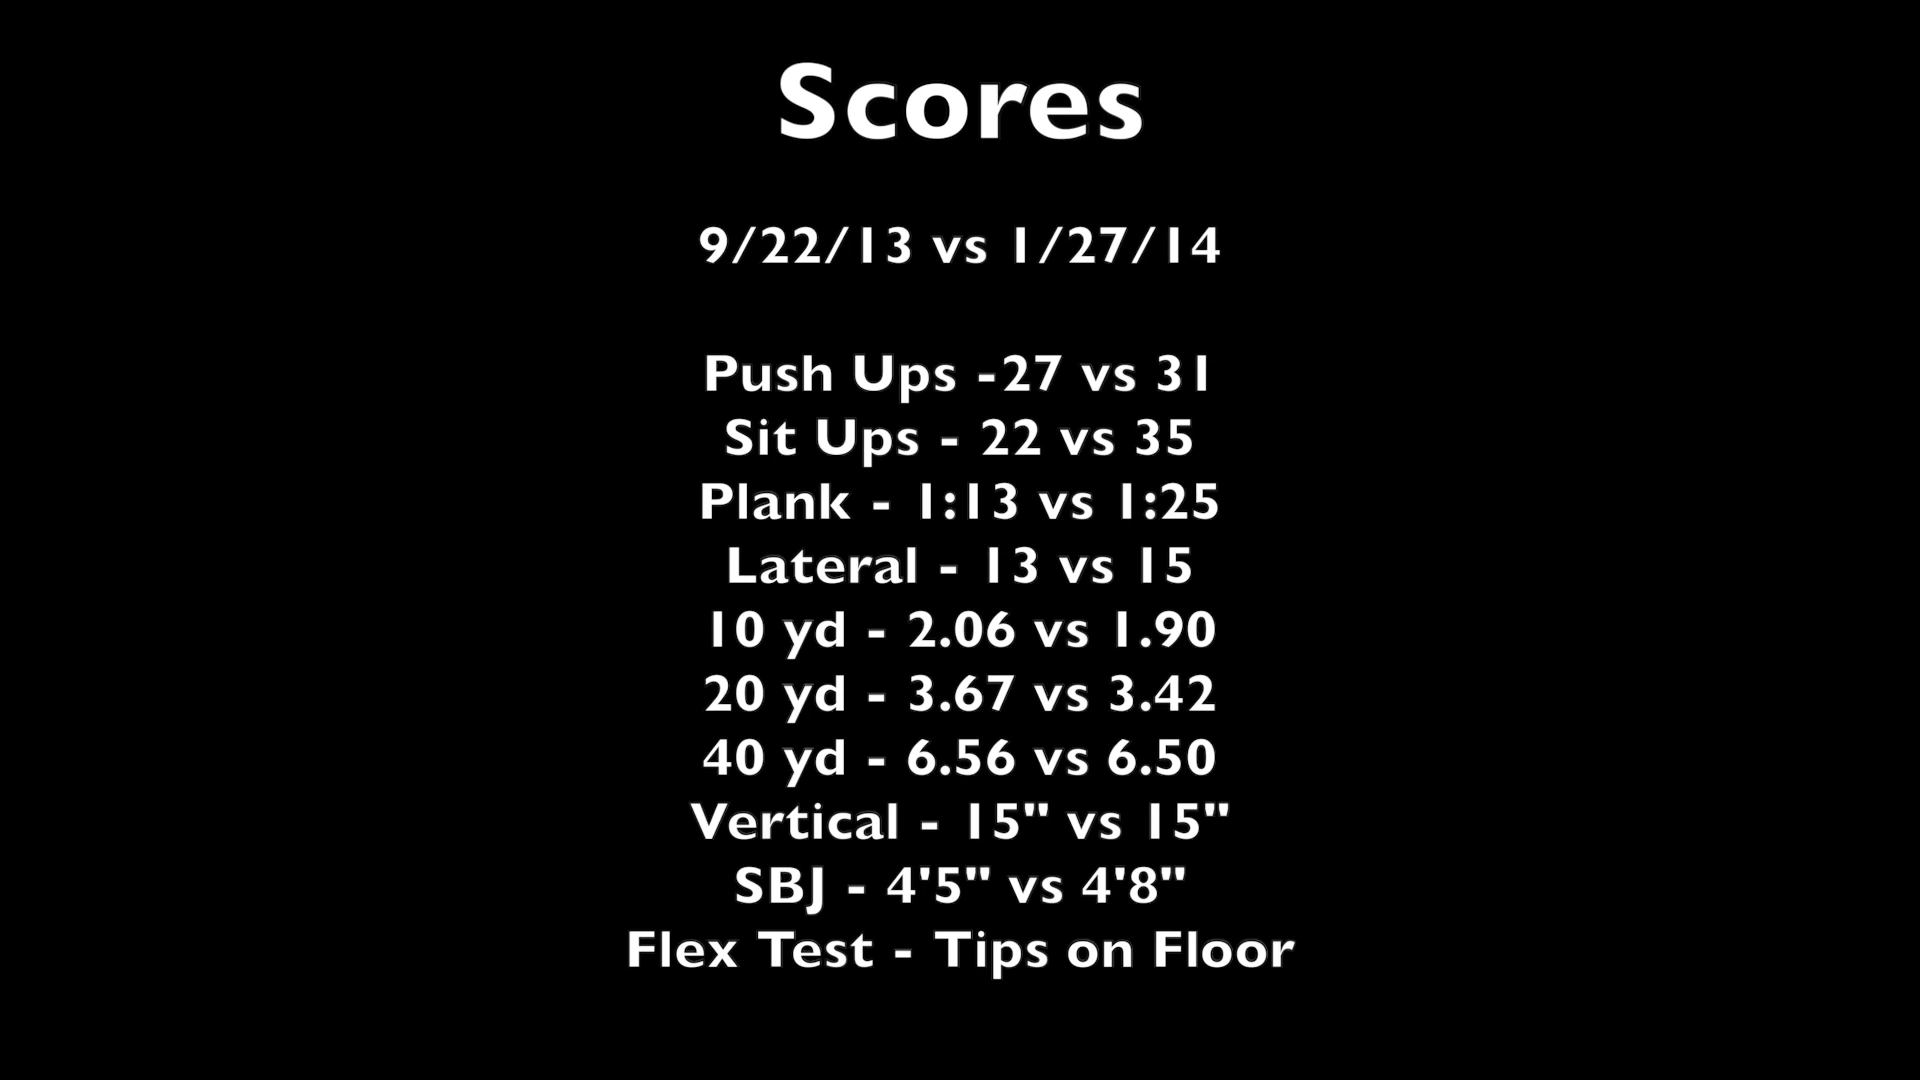 Scores
9/22/13 vs 1/27/14
Push Ups -27 vs 31
Sit Ups - 22 vs 35
Plank - 1:13 vs 1:25
Lateral - 13 vs 15
10 yd - 2.06 vs 1.90
20 yd - 3.67 vs 3.42
40 yd - 6.56 vs 6.50
Vertical - 15" vs 15"
SBJ - 4'5" vs 4'8"
Flex Test - Tips on Floor